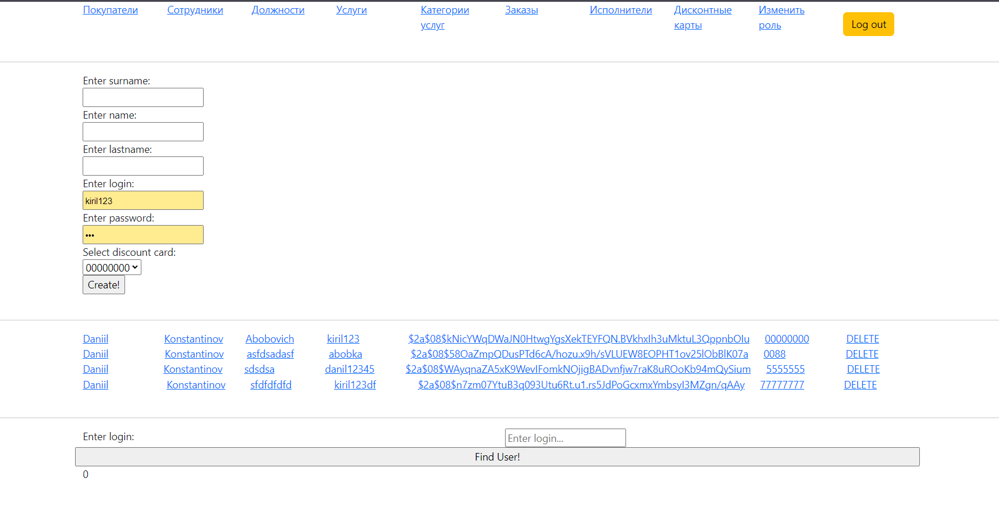 Покупатели Сотрудники Должности Услуги Категории услуг Заказы Исполнители Дисконтные карты Изменить роль Log out
Enter surname:
Enter name:
Enter lastname:
Enter login:
kiril123
Enter password:
•••
Select discount card:
00000000
Create!
Daniil Konstantinov Abobovich kiril123 $2a$08$kNicYWqDWaJN0HtwgYgsXekTEYFQN.BVkhxIh3uMktuL3QppnbOIu 00000000 DELETE
Daniil Konstantinov asfdsadasf abobka $2a$08$58OaZmpQDusPTd6cA/hozu.x9h/sVLUEW8EOPHT1ov25lObBlK07a 0088 DELETE
Daniil Konstantinov sdsdsa danil12345 $2a$08$WAyqnaZA5xK9WevIFomkNOjigBADvnfjw7raK8uROoKb94mQySium 5555555 DELETE
Daniil Konstantinov sfdfdfdfd kiril123df $2a$08$n7zm07YtuB3q093Utu6Rt.u1.rs5JdPoGcxmxYmbsyI3MZgn/qAAy 77777777 DELETE
Enter login: Enter login...
Find User!
0